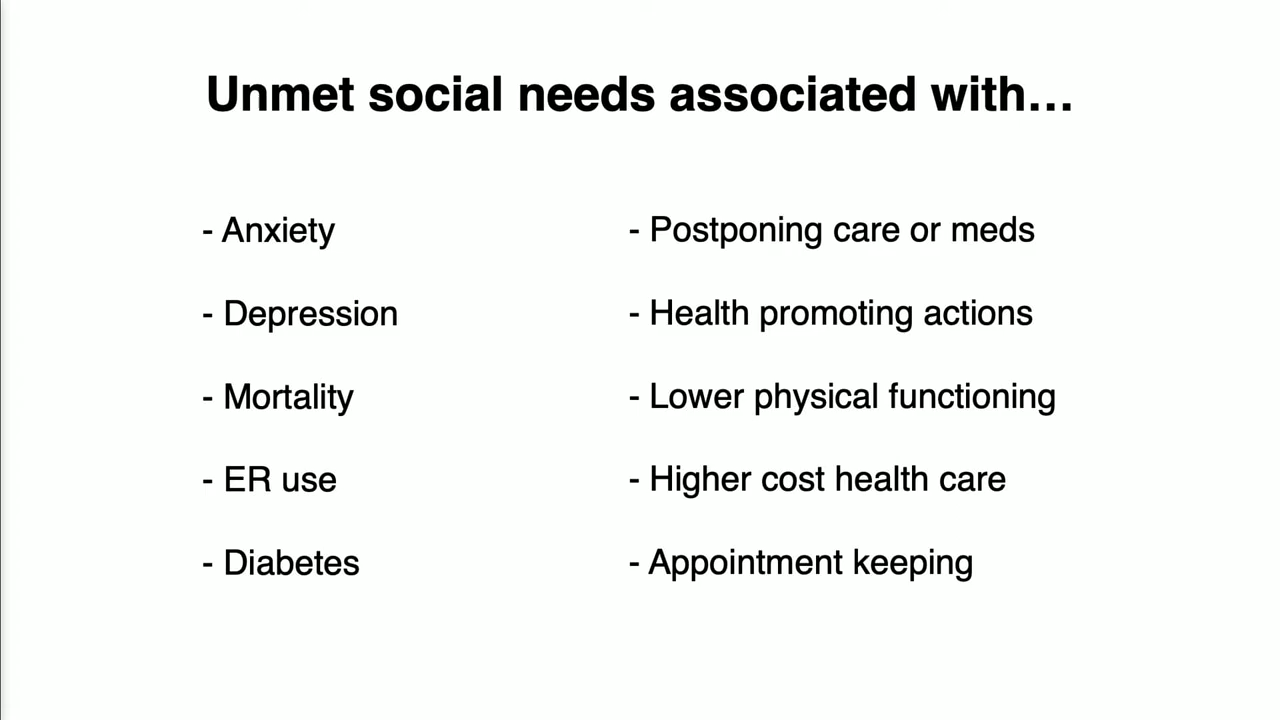 Unmet social needs associated with...
- Anxiety
- Depression
- Mortality
- ER use
- Diabetes
- Postponing care or meds
- Health promoting actions
- Lower physical functioning
- Higher cost health care
- Appointment keeping